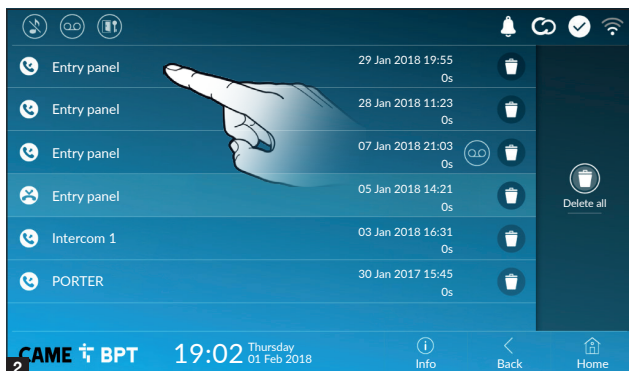 Entry panel 29 Jan 2018 19:55
0s
Entry panel 28 Jan 2018 11:23
0s
Entry panel 07 Jan 2018 21:03
0s
Entry panel 05 Jan 2018 14:21
0s
Delete all
Intercom 1 03 Jan 2018 16:31
0s
PORTER 30 Jan 2017 15:45
0s
CAME BPT 19:02 Thursday
01 Feb 2018
Info Back Home
2